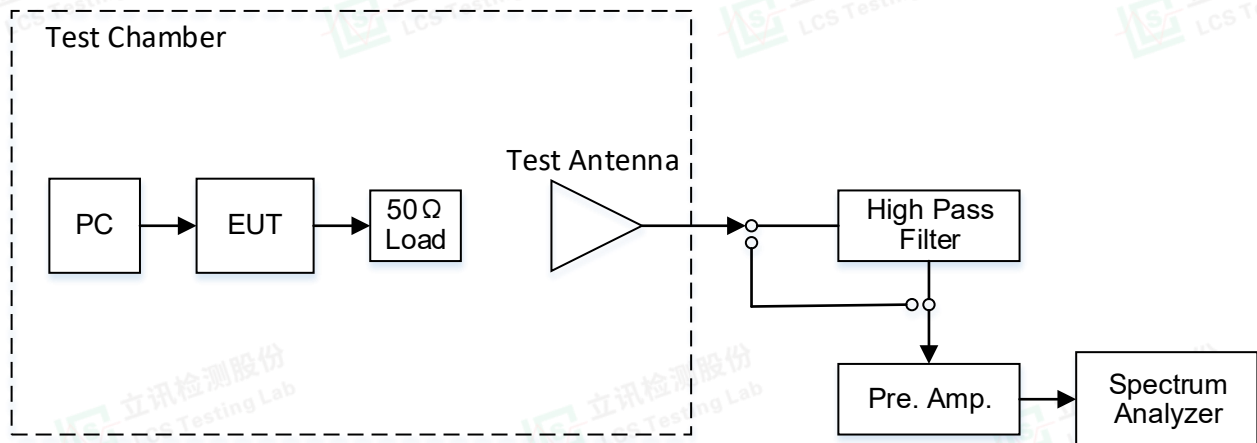 Test Chamber
Test Antenna
PC
EUT
50Ω
Load
High Pass
Filter
Pre. Amp.
Spectrum
Analyzer
立讯检测股份
LCS Testing Lab
立讯检测股份
LCS Testing Lab